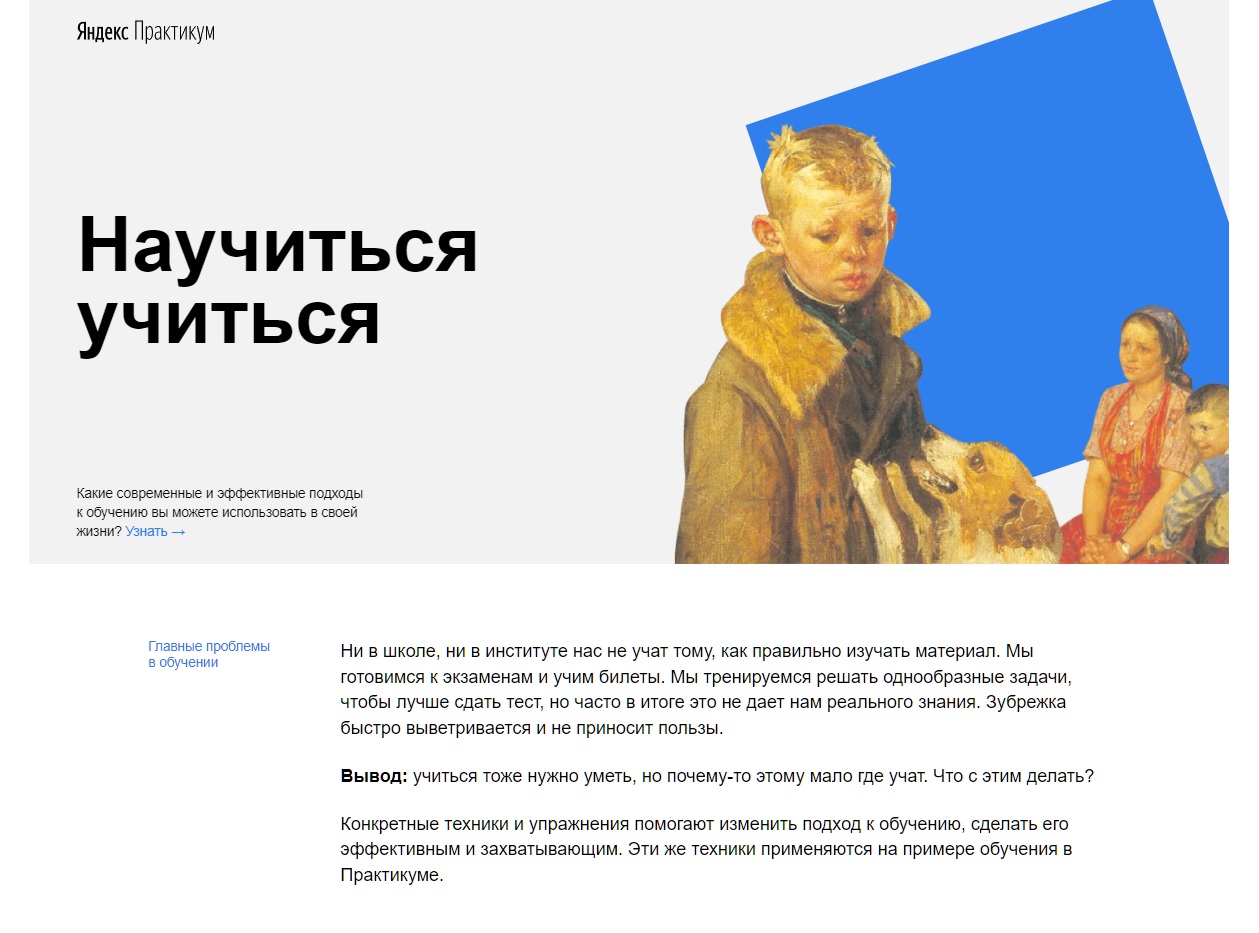 Яндекс Практикум
Научиться
учиться
Какие современные и эффективные подходы
к обучению вы можете использовать в своей
жизни? Узнать →
Главные проблемы
в обучении
Ни в школе, ни в институте нас не учат тому, как правильно изучать материал. Мы
готовимся к экзаменам и учим билеты. Мы тренируемся решать однообразные задачи,
чтобы лучше сдать тест, но часто в итоге это не дает нам реального знания. Зубрежка
быстро выветривается и не приносит пользы.
Вывод: учиться тоже нужно уметь, но почему-то этому мало где учат. Что с этим делать?
Конкретные техники и упражнения помогают изменить подход к обучению, сделать его
эффективным и захватывающим. Эти же техники применяются на примере обучения в
Практикуме.